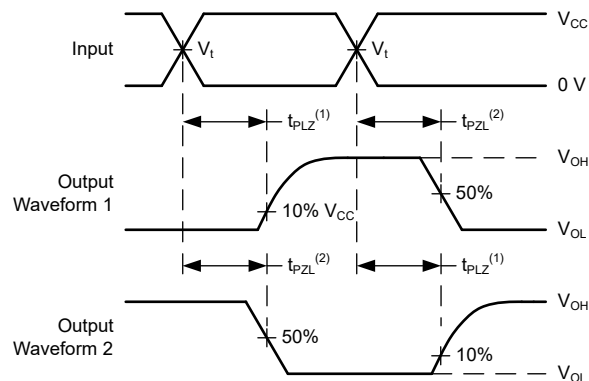 V_CC
Input
V_t
V_t
0 V
t_PLZ^(1)
t_PZL^(2)
V_OH
Output
Waveform 1
50%
10% V_CC
V_OL
t_PZL^(2)
t_PLZ^(1)
V_OH
Output
Waveform 2
50%
10%
V_OL